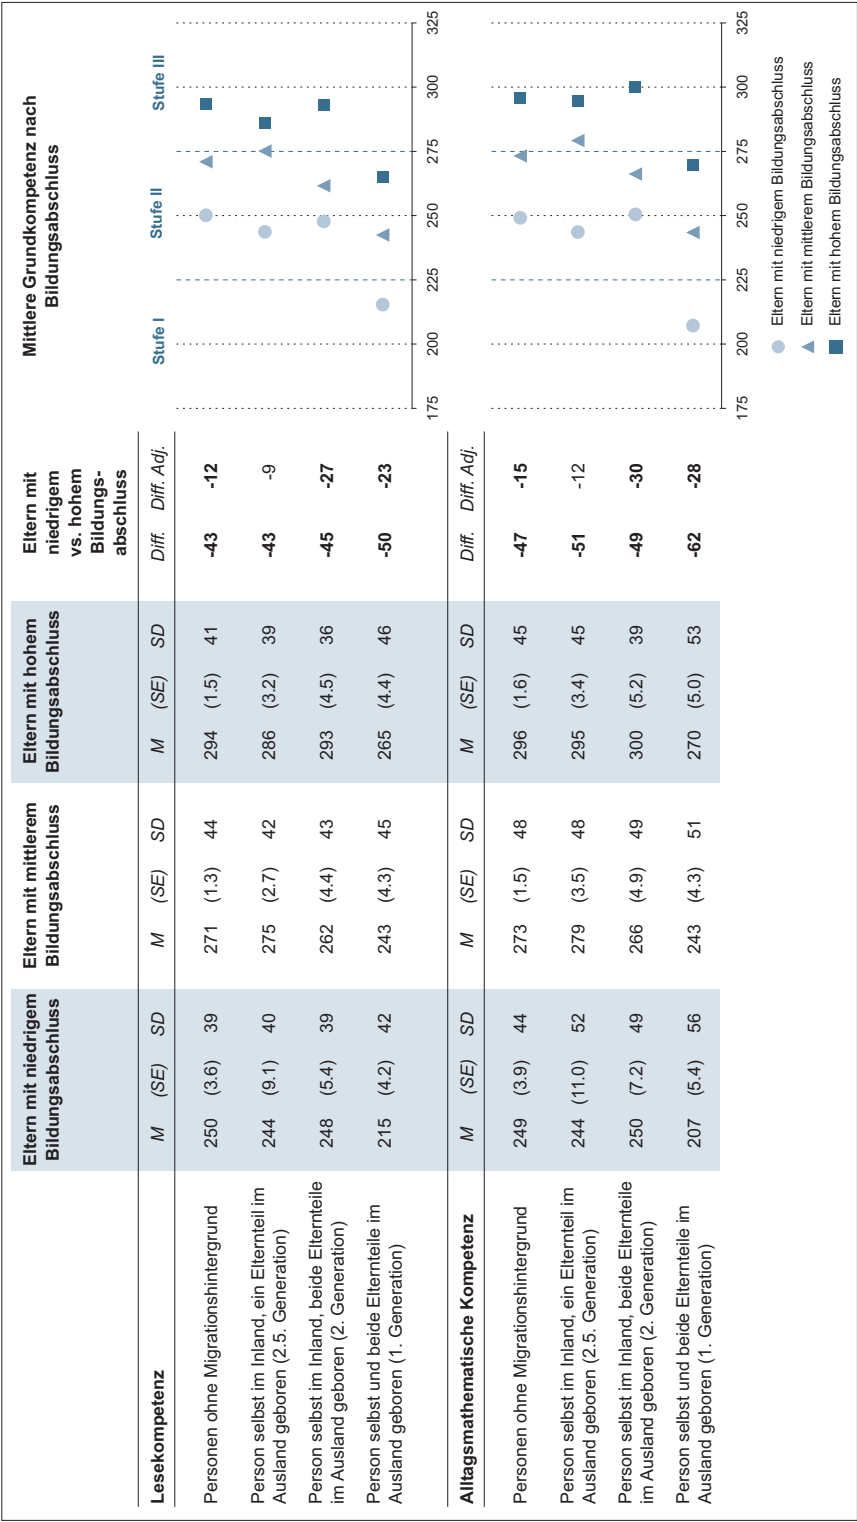 Eltern mit niedrigem
Bildungsabschluss
Eltern mit mittlerem
Bildungsabschluss
Eltern mit hohem
Bildungsabschluss
Eltern mit
niedrigem
vs. hohem
Bildungs-
abschluss
Mittlere Grundkompetenz nach
Bildungsabschluss
Lesekompetenz M (SE) SD M (SE) SD M (SE) SD Diff. Diff. Adj.
Stufe I Stufe II Stufe III
Personen ohne Migrationshintergrund 250 (3.6) 39 271 (1.3) 44 294 (1.5) 41 -43 -12
Person selbst im Inland, ein Elternteil im
Ausland geboren (2.5. Generation) 244 (9.1) 40 275 (2.7) 42 286 (3.2) 39 -43 -9
Person selbst im Inland, beide Elternteile
im Ausland geboren (2. Generation) 248 (5.4) 39 262 (4.4) 43 293 (4.5) 36 -45 -27
Person selbst und beide Elternteile im
Ausland geboren (1. Generation) 215 (4.2) 42 243 (4.3) 45 265 (4.4) 46 -50 -23
175 200 225 250 275 300 325
Alltagsmathematische Kompetenz M (SE) SD M (SE) SD M (SE) SD Diff. Diff. Adj.
Personen ohne Migrationshintergrund 249 (3.9) 44 273 (1.5) 48 296 (1.6) 45 -47 -15
Person selbst im Inland, ein Elternteil im
Ausland geboren (2.5. Generation) 244 (11.0) 52 279 (3.5) 48 295 (3.4) 45 -51 -12
Person selbst im Inland, beide Elternteile
im Ausland geboren (2. Generation) 250 (7.2) 49 266 (4.9) 49 300 (5.2) 39 -49 -30
Person selbst und beide Elternteile im
Ausland geboren (1. Generation) 207 (5.4) 56 243 (4.3) 51 270 (5.0) 53 -62 -28
175 200 225 250 275 300 325
Eltern mit niedrigem Bildungsabschluss
Eltern mit mittlerem Bildungsabschluss
Eltern mit hohem Bildungsabschluss